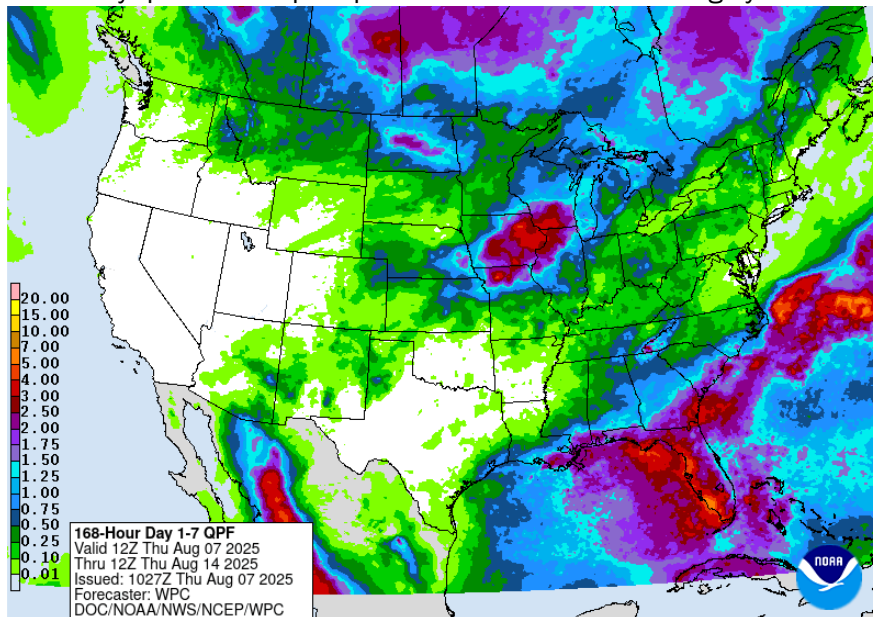 20.00
15.00
10.00
7.00
5.00
4.00
3.00
2.50
2.00
1.75
1.50
1.25
1.00
0.75
0.50
0.25
0.10
0.01
168-Hour Day 1-7 QPF
Valid 12Z Thu Aug 07 2025
Thru 12Z Thu Aug 14 2025
Issued: 1027Z Thu Aug 07 2025
Forecaster: WPC
DOC/NOAA/NWS/NCEP/WPC
NOAA